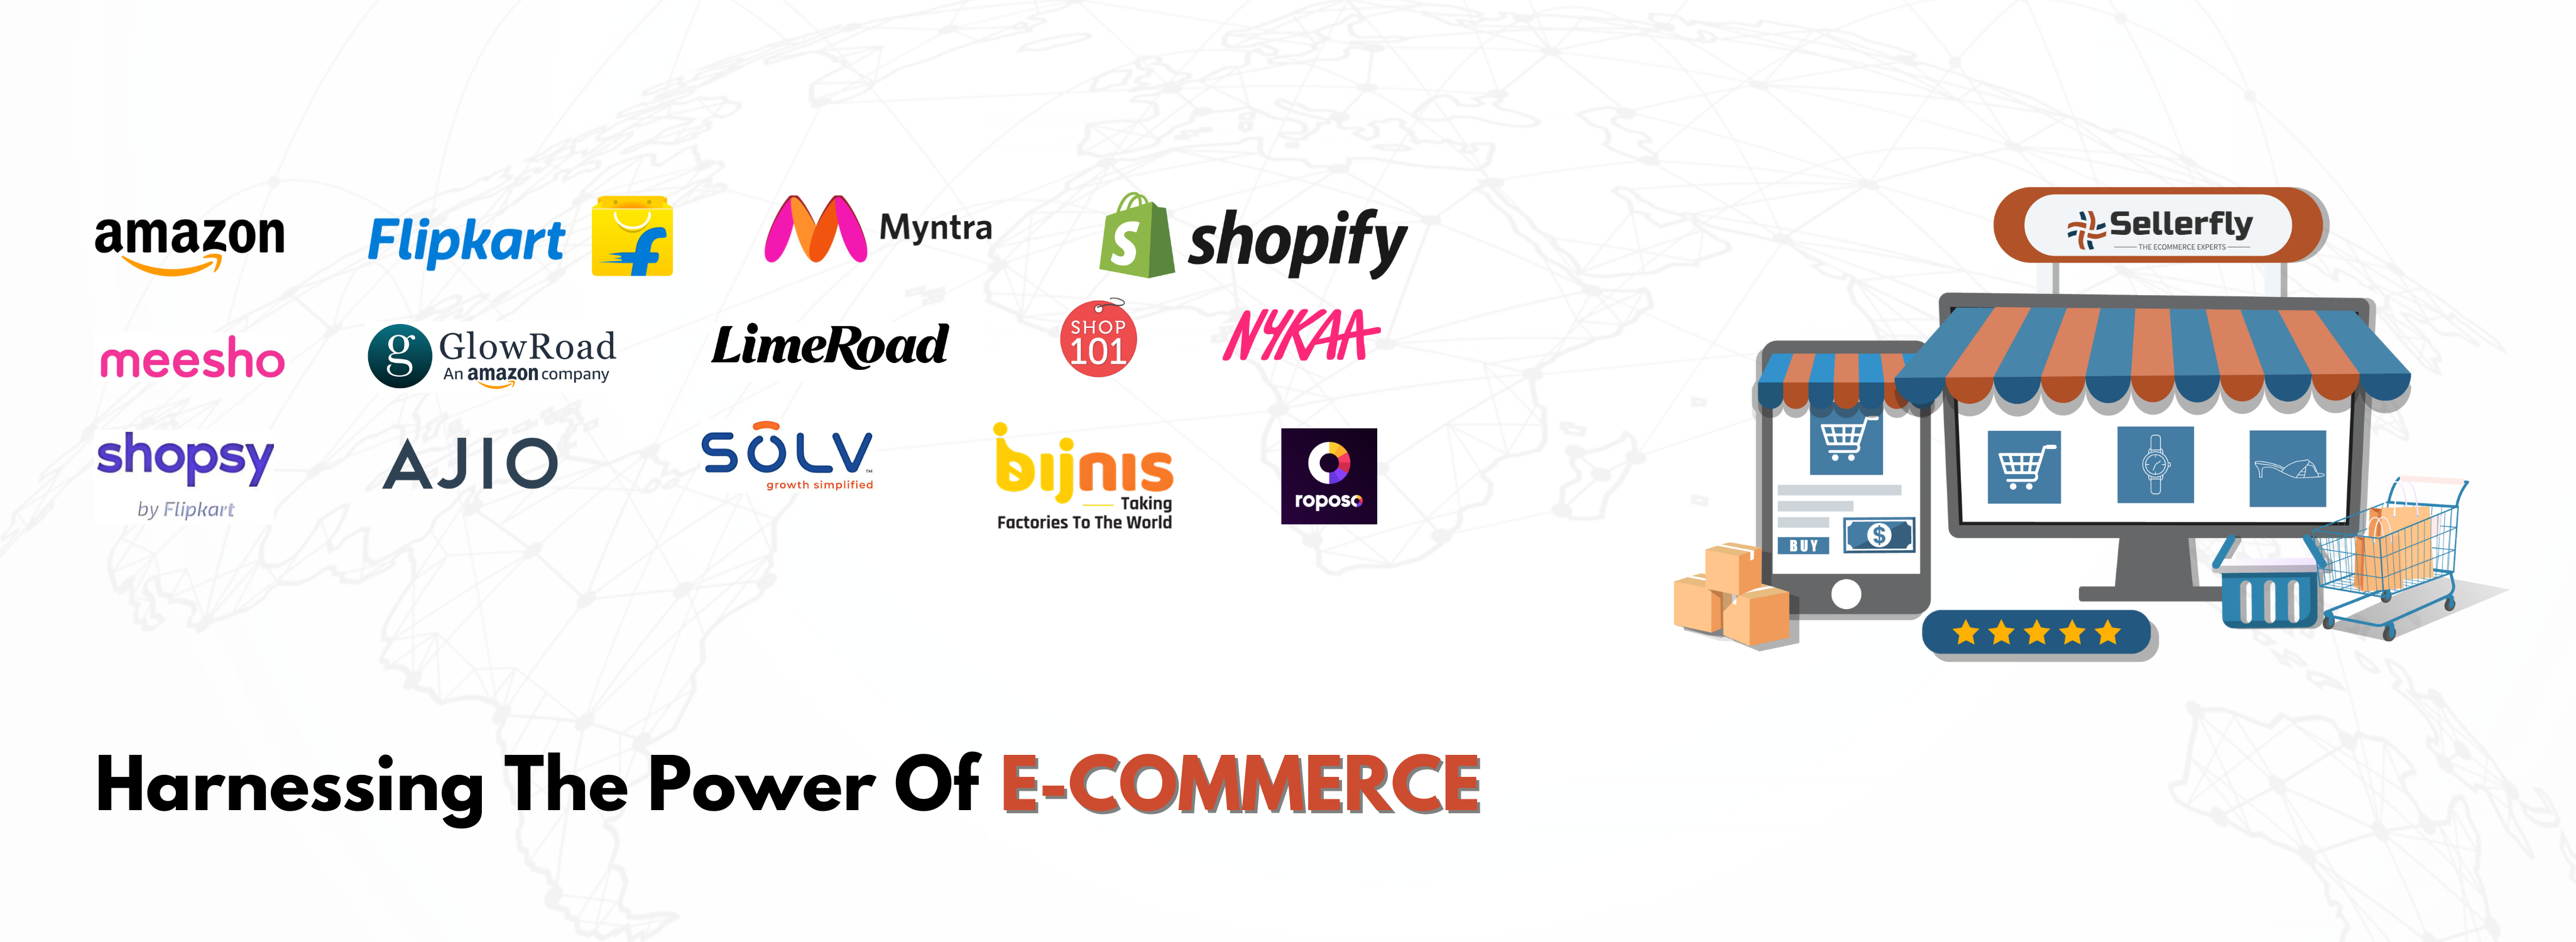 amazon
Flipkart
f
Myntra
S shopify
meesho
g GlowRoad
An amazon company
LimeRoad
SHOP
101
NYKAA
shopsy
by Flipkart
AJIO
SOLV™
growth simplified
bijnis
Taking
Factories To The World
roposo
Sellerfly
THE ECOMMERCE EXPERTS
BUY
$
Harnessing The Power Of E-COMMERCE